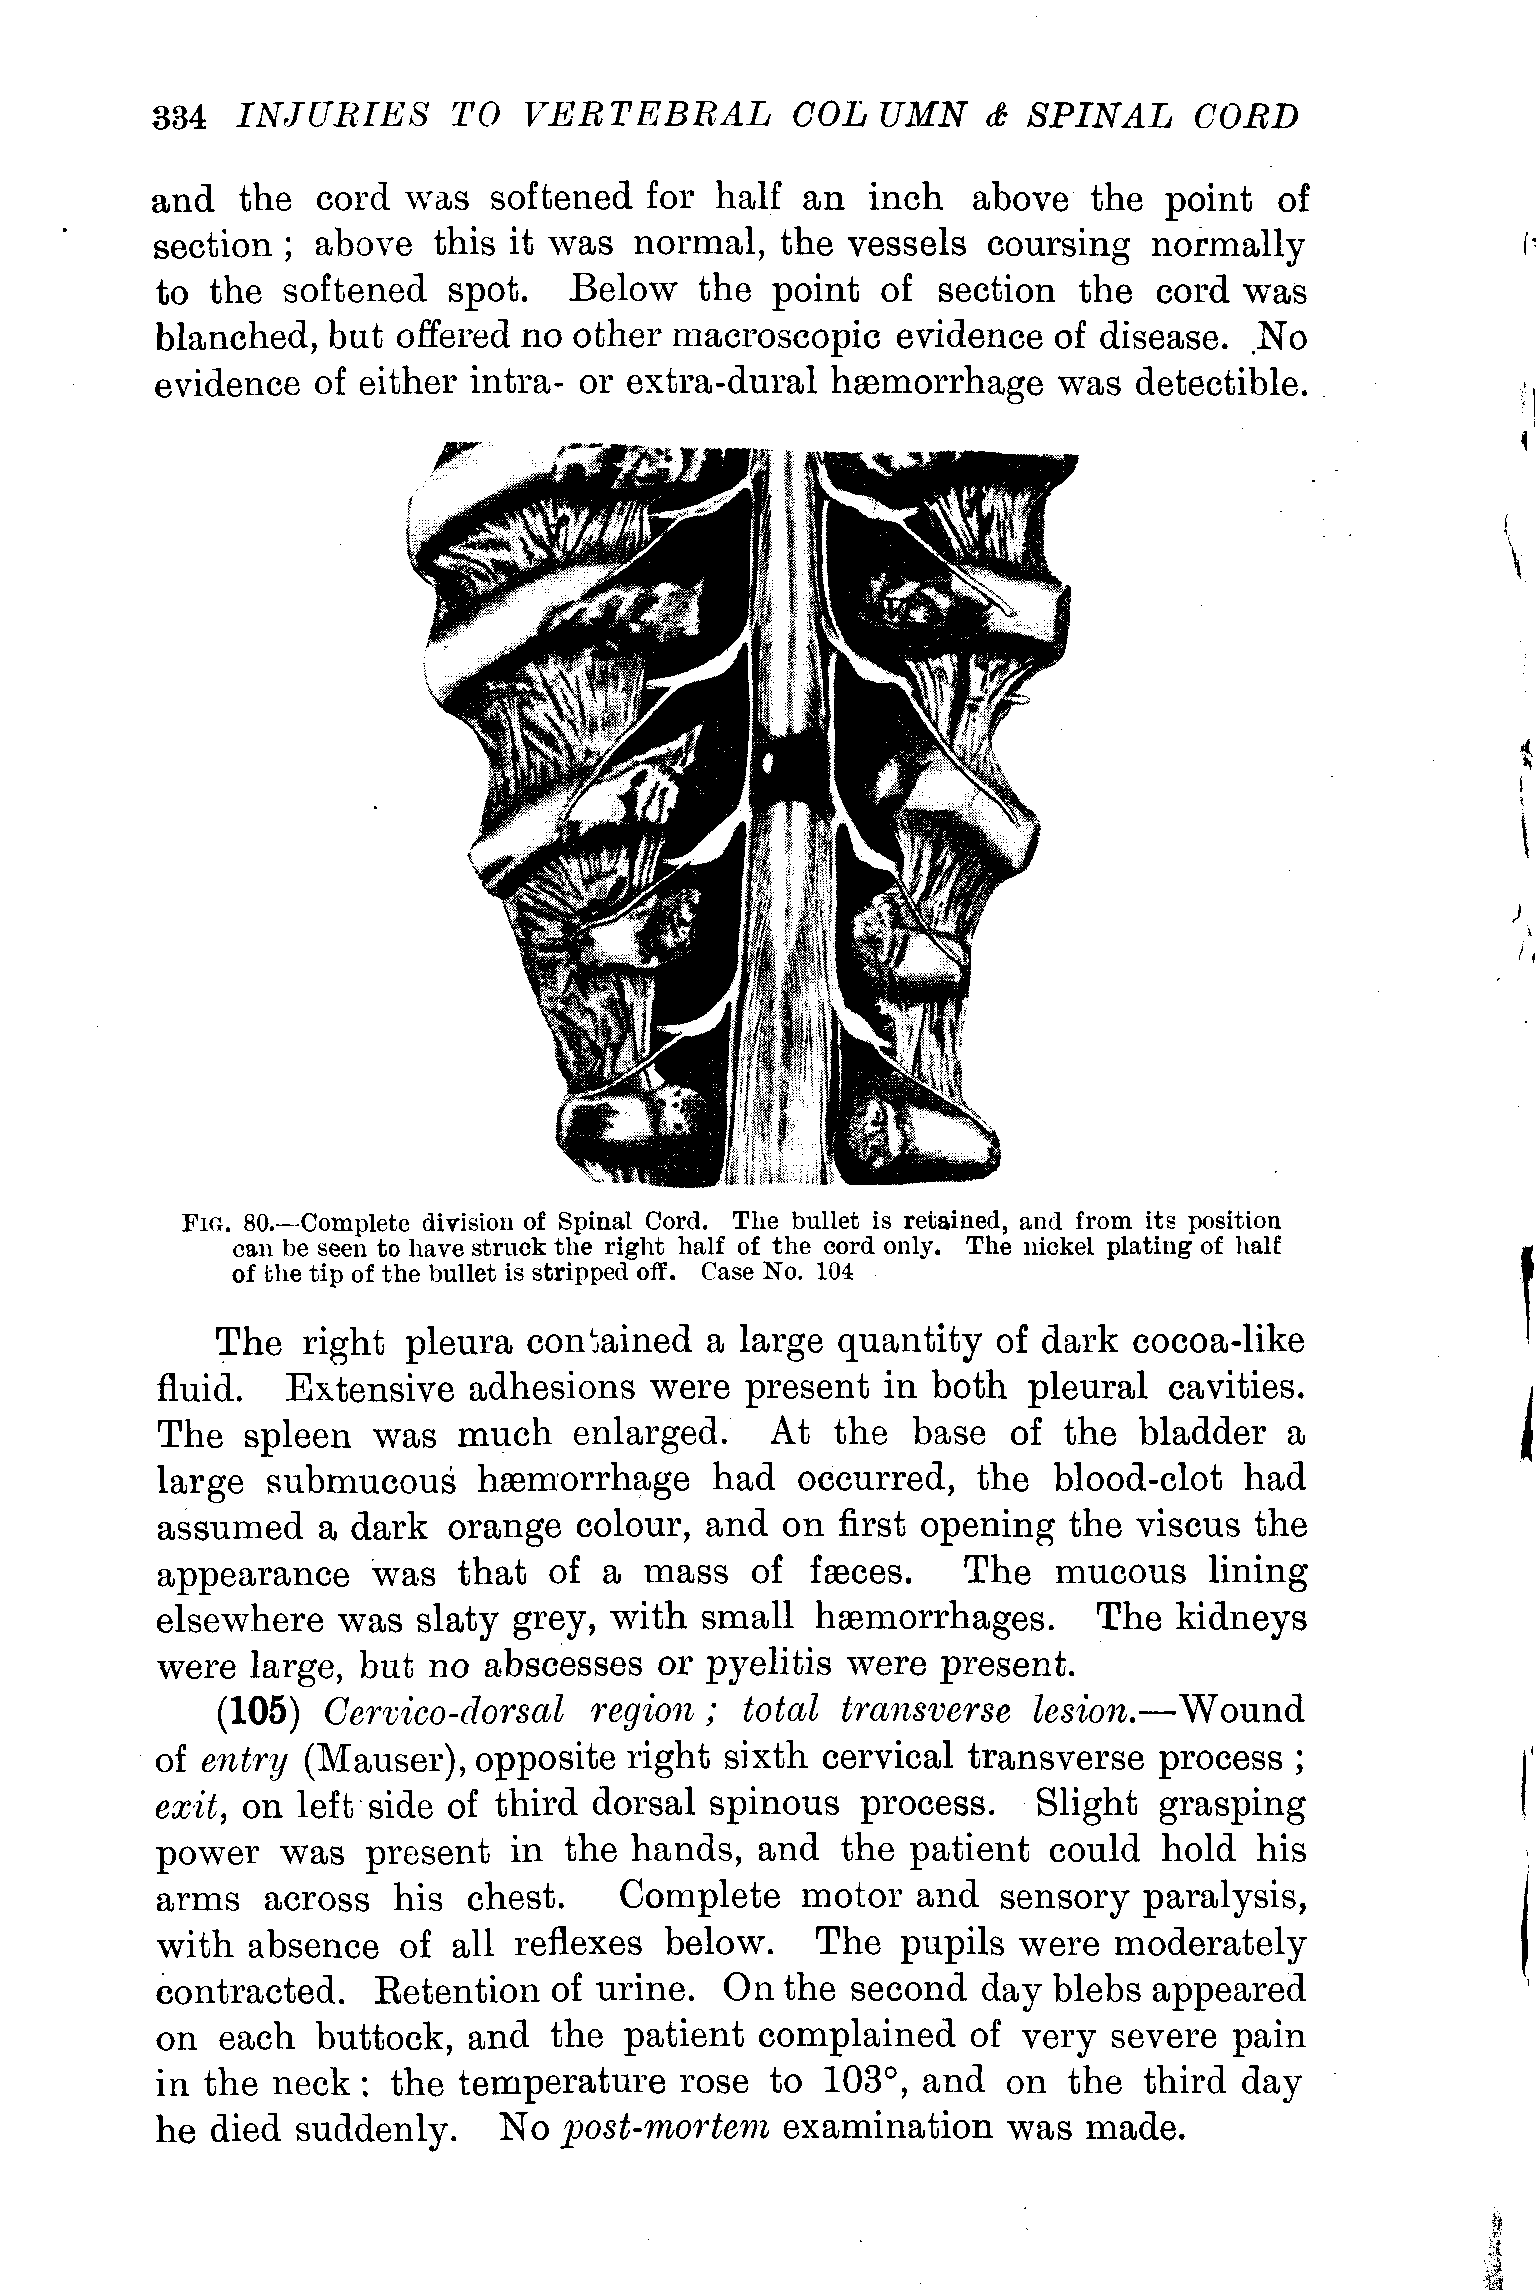 334 INJURIES TO VERTEBRAL COLUMN & SPINAL CORD
and the cord was softened for half an inch above the point of
section ; above this it was normal, the vessels coursing normally
to the softened spot. Below the point of section the cord was
blanched, but offered no other macroscopic evidence of disease. No
evidence of either intra- or extra-dural hæmorrhage was detectible.
FIG. 80.—Complete division of Spinal Cord. The bullet is retained, and from its position
can be seen to have struck the right half of the cord only. The nickel plating of half
of the tip of the bullet is stripped off. Case No. 104
The right pleura contained a large quantity of dark cocoa-like
fluid. Extensive adhesions were present in both pleural cavities.
The spleen was much enlarged. At the base of the bladder a
large submucous hæmorrhage had occurred, the blood-clot had
assumed a dark orange colour, and on first opening the viscus the
appearance was that of a mass of fæces. The mucous lining
elsewhere was slaty grey, with small hæmorrhages. The kidneys
were large, but no abscesses or pyelitis were present.
(105) Cervico-dorsal region ; total transverse lesion.—Wound
of entry (Mauser), opposite right sixth cervical transverse process ;
exit, on left side of third dorsal spinous process. Slight grasping
power was present in the hands, and the patient could hold his
arms across his chest. Complete motor and sensory paralysis,
with absence of all reflexes below. The pupils were moderately
contracted. Retention of urine. On the second day blebs appeared
on each buttock, and the patient complained of very severe pain
in the neck : the temperature rose to 103°, and on the third day
he died suddenly. No post-mortem examination was made.